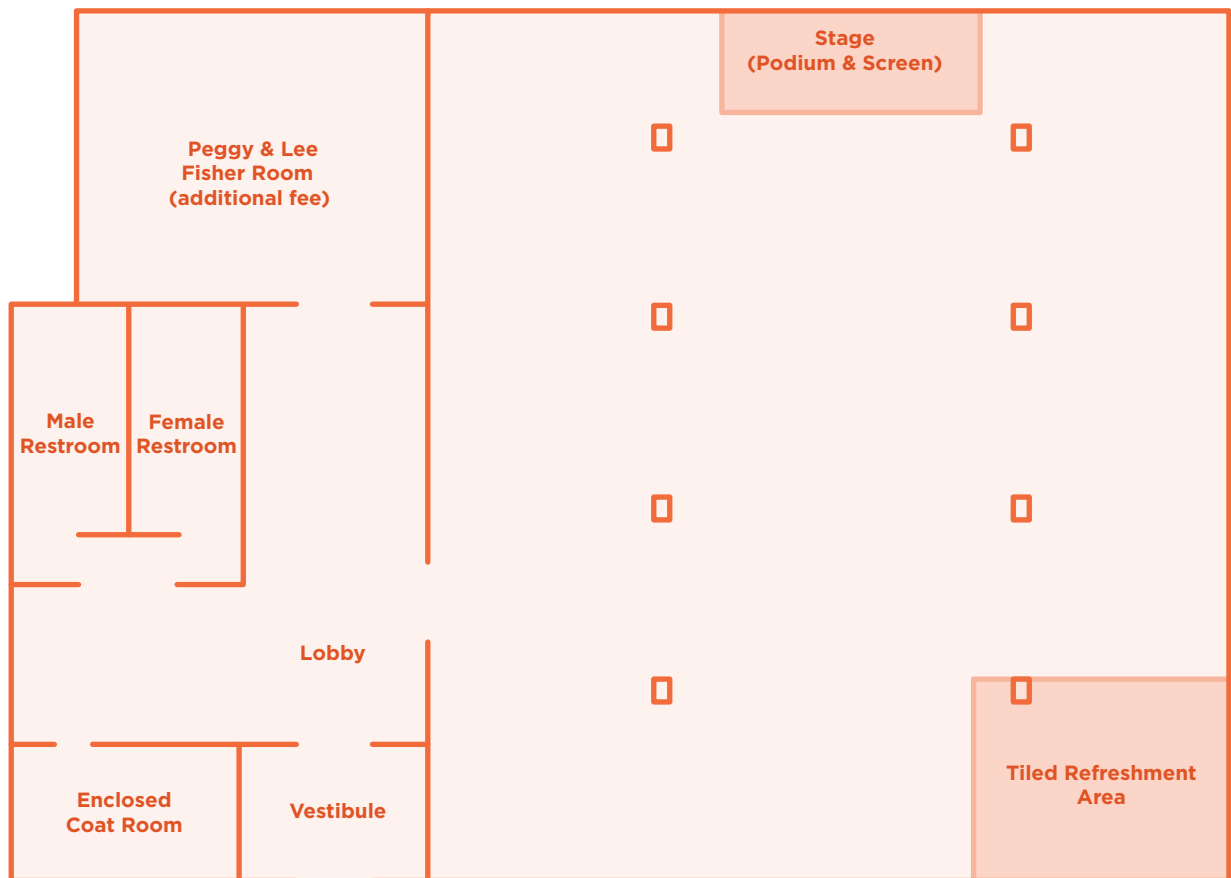 Stage
(Podium & Screen)
Peggy & Lee
Fisher Room
(additional fee)
Male
Restroom
Female
Restroom
Lobby
Enclosed
Coat Room
Vestibule
Tiled Refreshment
Area